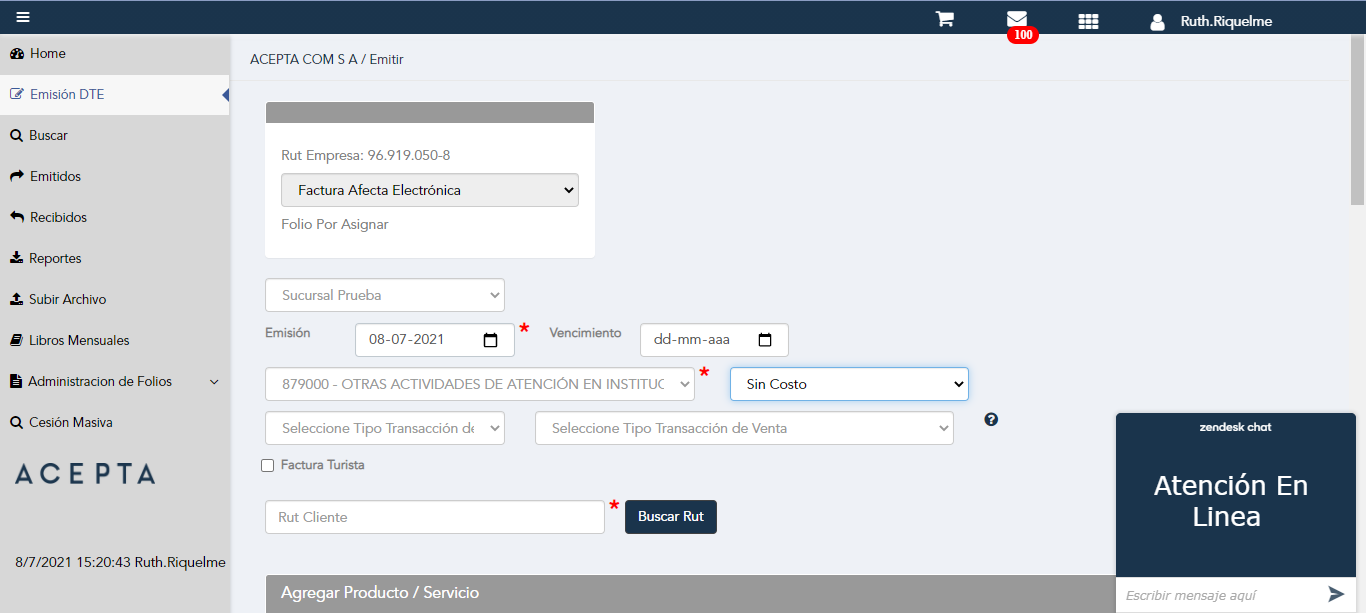 Ruth.Riquelme
100
Home
ACEPTA COM S A / Emitir
Emisión DTE
Buscar
Rut Empresa: 96.919.050-8
Emitidos
Factura Afecta Electrónica
Recibidos
Folio Por Asignar
Reportes
Subir Archivo
Sucursal Prueba
Libros Mensuales
Emisión 08-07-2021 * Vencimiento dd-mm-aaa
Administracion de Folios
879000 - OTRAS ACTIVIDADES DE ATENCIÓN EN INSTITUC * Sin Costo
Cesión Masiva
Seleccione Tipo Transacción de Seleccione Tipo Transacción de Venta
zendesk chat
Factura Turista
ACEPTA
Atención En
Linea
Rut Cliente * Buscar Rut
8/7/2021 15:20:43 Ruth.Riquelme
Agregar Producto / Servicio
Escribir mensaje aquí